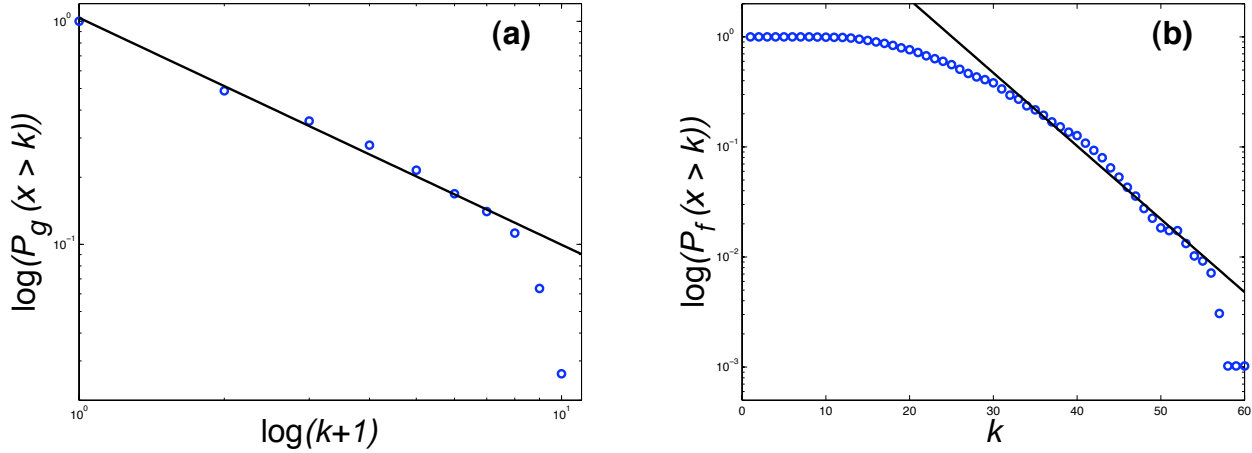 (a)
log(P_g (x > k))
10^0
10^-1
10^0
10^1
log(k+1)
(b)
log(P_f (x > k))
10^0
10^-1
10^-2
10^-3
0 10 20 30 40 50 60
k